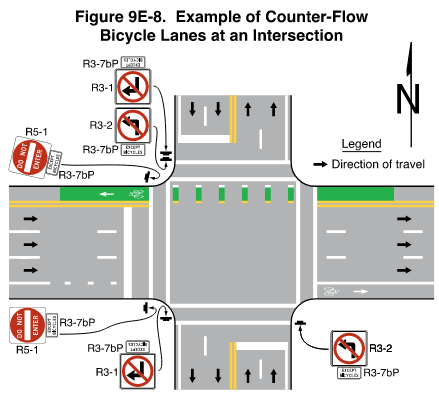 Figure 9E-8. Example of Counter-Flow
Bicycle Lanes at an Intersection
R3-7bP
EXCEPT
BICYCLES
R3-1
R3-2
R3-7bP
EXCEPT
BICYCLES
R5-1
DO NOT
ENTER
EXCEPT
BICYCLES
R3-7bP
N
Legend
Direction of travel
DO NOT
ENTER
EXCEPT
BICYCLES
R3-7bP
R5-1
R3-7bP
EXCEPT
BICYCLES
R3-1
R3-2
EXCEPT
BICYCLES
R3-7bP